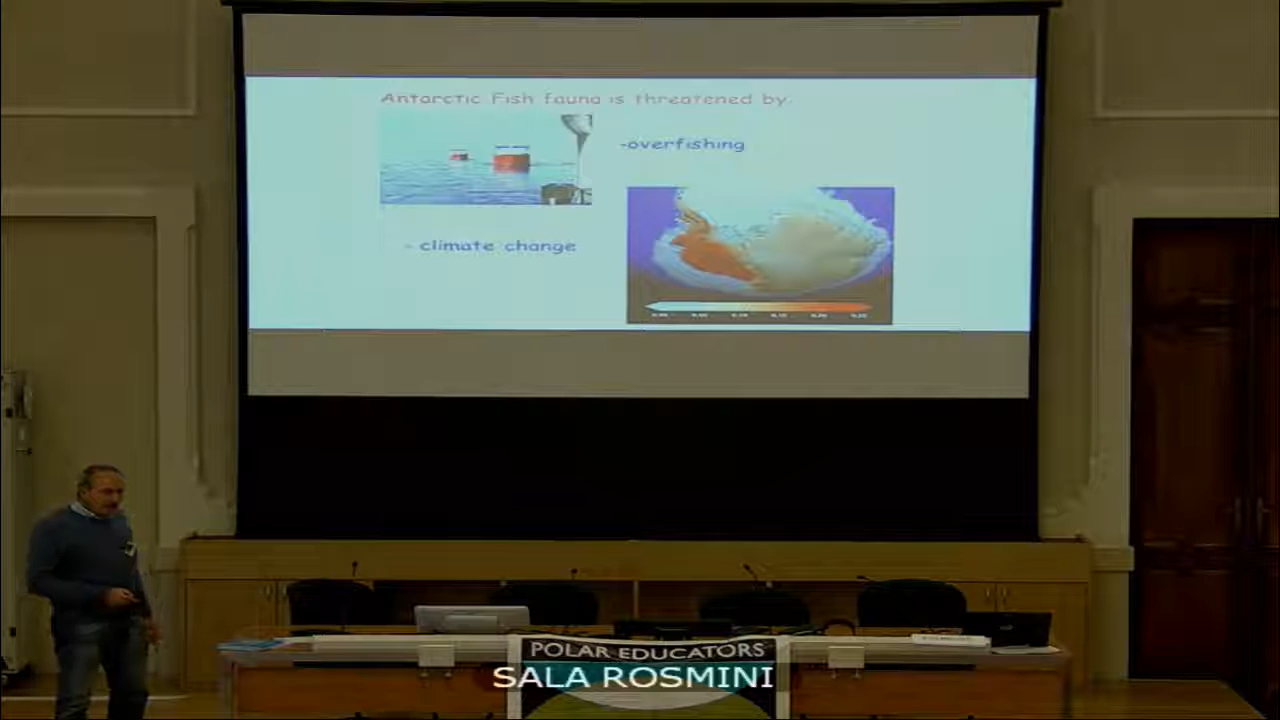 Antarctic Fish fauna is threatened by:
-overfishing
- climate change
POLAR EDUCATORS
SALA ROSMINI